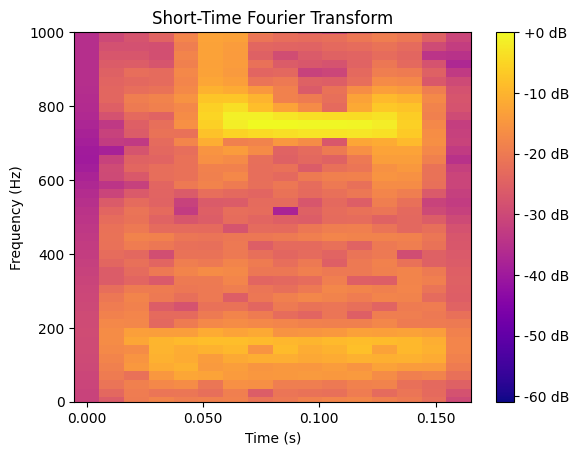 Short-Time Fourier Transform
1000
800
600
400
200
0
Frequency (Hz)
0.000
0.050
0.100
0.150
Time (s)
+0 dB
-10 dB
-20 dB
-30 dB
-40 dB
-50 dB
-60 dB